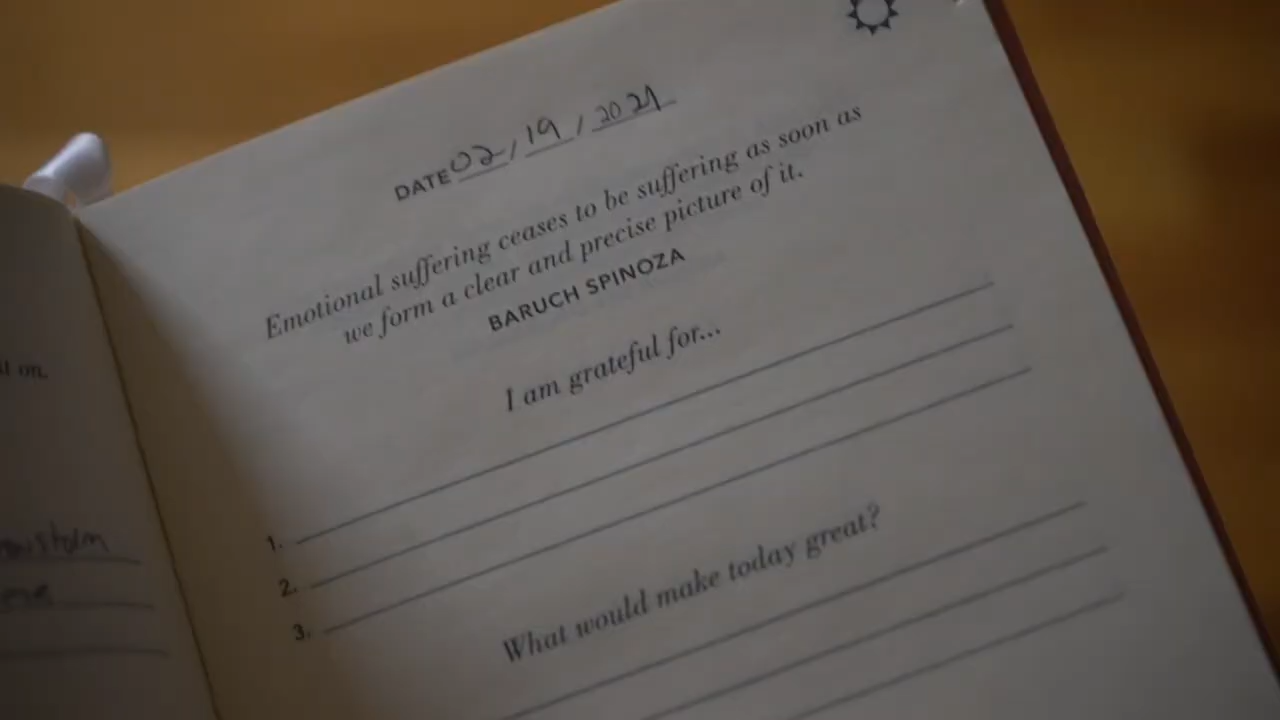 t on.
DATE 02 / 19 / 2021
Emotional suffering ceases to be suffering as soon as
we form a clear and precise picture of it.
BARUCH SPINOZA
I am grateful for...
1.
2.
3.
What would make today great?